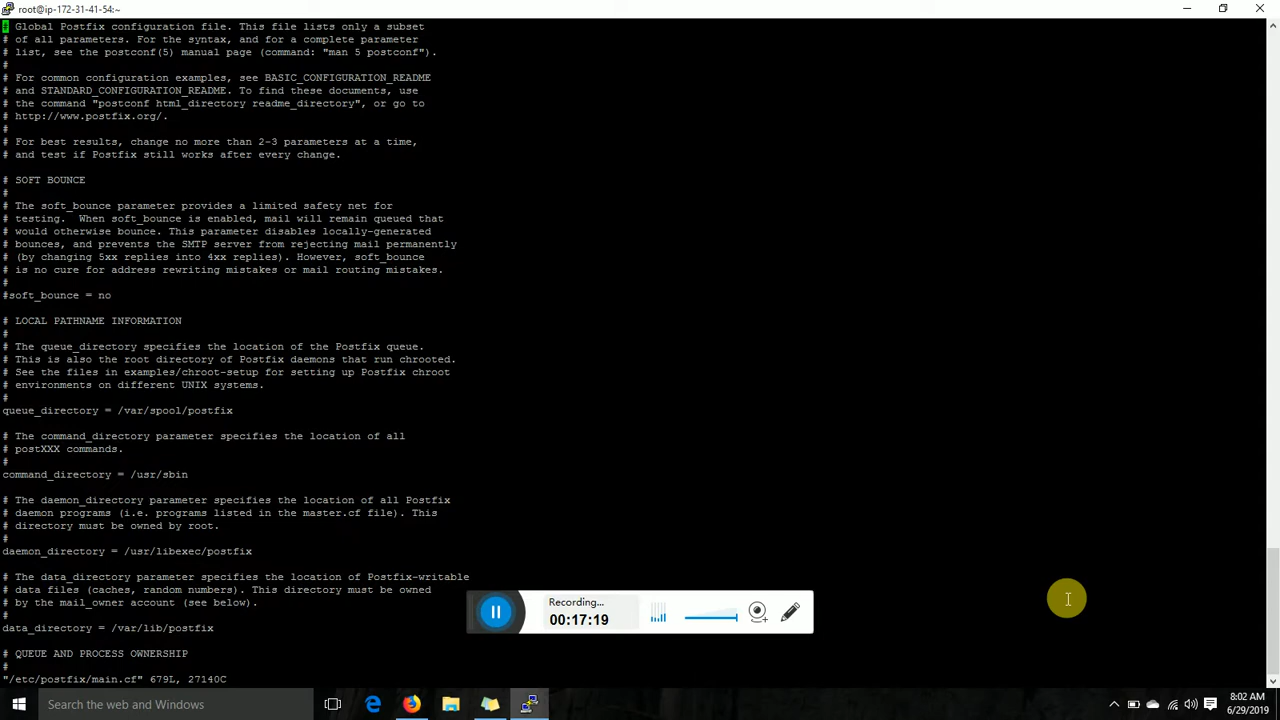 root@ip-172-31-41-54:~
# Global Postfix configuration file. This file lists only a subset
# of all parameters. For the syntax, and for a complete parameter
# list, see the postconf(5) manual page (command: "man 5 postconf").
#
# For common configuration examples, see BASIC_CONFIGURATION_README
# and STANDARD_CONFIGURATION_README. To find these documents, use
# the command "postconf html_directory readme_directory", or go to
# http://www.postfix.org/.
#
# For best results, change no more than 2-3 parameters at a time,
# and test if Postfix still works after every change.
# SOFT BOUNCE
#
# The soft_bounce parameter provides a limited safety net for
# testing.  When soft_bounce is enabled, mail will remain queued that
# would otherwise bounce. This parameter disables locally-generated
# bounces, and prevents the SMTP server from rejecting mail permanently
# (by changing 5xx replies into 4xx replies). However, soft_bounce
# is no cure for address rewriting mistakes or mail routing mistakes.
#
#soft_bounce = no
# LOCAL PATHNAME INFORMATION
#
# The queue_directory specifies the location of the Postfix queue.
# This is also the root directory of Postfix daemons that run chrooted.
# See the files in examples/chroot-setup for setting up Postfix chroot
# environments on different UNIX systems.
#
queue_directory = /var/spool/postfix
# The command_directory parameter specifies the location of all
# postXXX commands.
#
command_directory = /usr/sbin
# The daemon_directory parameter specifies the location of all Postfix
# daemon programs (i.e. programs listed in the master.cf file). This
# directory must be owned by root.
#
daemon_directory = /usr/libexec/postfix
# The data_directory parameter specifies the location of Postfix-writable
# data files (caches, random numbers). This directory must be owned
# by the mail_owner account (see below).
#
data_directory = /var/lib/postfix
# QUEUE AND PROCESS OWNERSHIP
#
"/etc/postfix/main.cf" 679L, 27140C
Recording...
00:17:19
Search the web and Windows
8:02 AM
6/29/2019